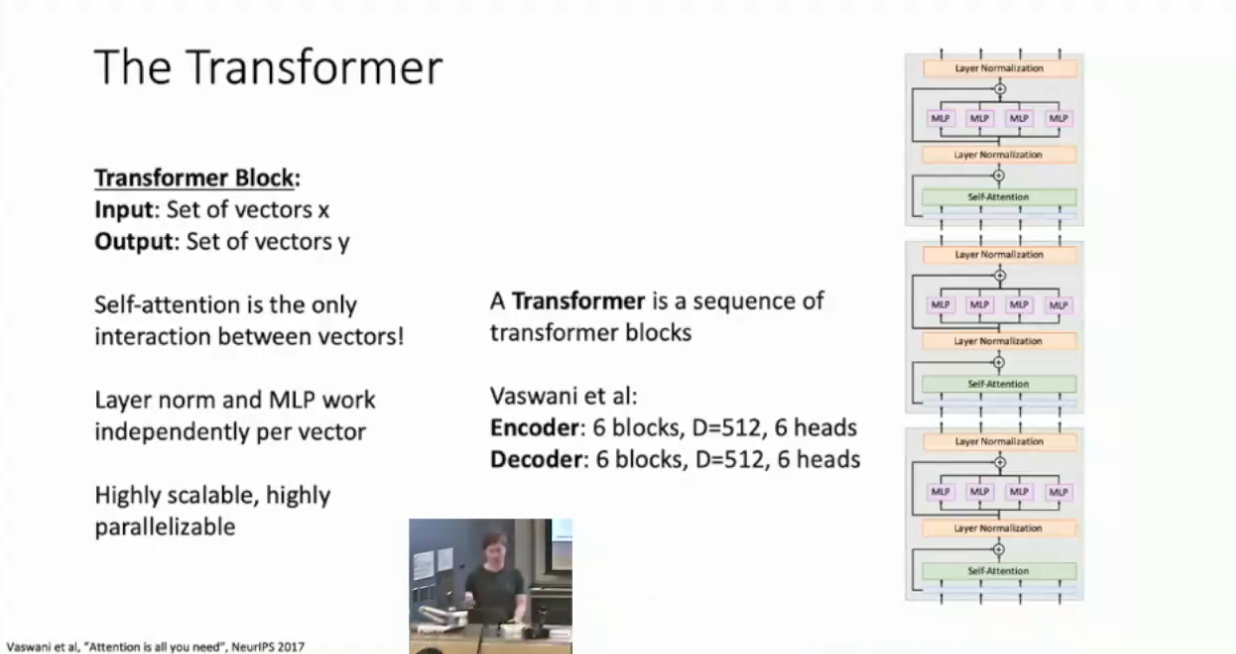 The Transformer
Transformer Block:
Input: Set of vectors x
Output: Set of vectors y
Self-attention is the only
interaction between vectors!
Layer norm and MLP work
independently per vector
Highly scalable, highly
parallelizable
A Transformer is a sequence of
transformer blocks
Vaswani et al:
Encoder: 6 blocks, D=512, 6 heads
Decoder: 6 blocks, D=512, 6 heads
Layer Normalization
MLP MLP MLP MLP
Layer Normalization
Self-Attention
Layer Normalization
MLP MLP MLP MLP
Layer Normalization
Self-Attention
Layer Normalization
MLP MLP MLP MLP
Layer Normalization
Self-Attention
Vaswani et al, "Attention is all you need", NeurIPS 2017